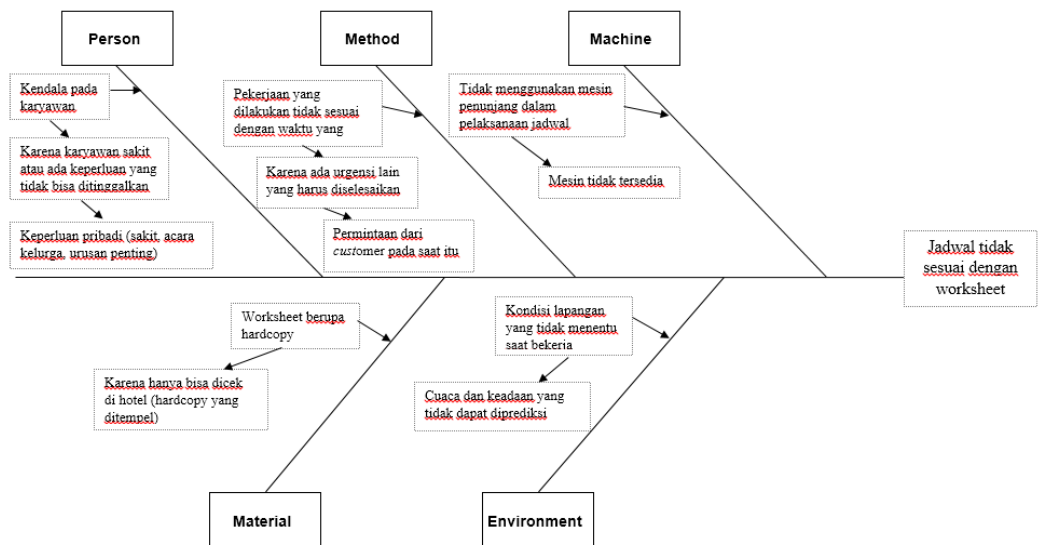 Person
Method
Machine
Kendala pada
karyawan
Karena karyawan sakit
atau ada keperluan yang
tidak bisa ditinggalkan
Keperluan pribadi (sakit, acara
kelurga, urusan penting)
Pekerjaan yang
dilakukan tidak sesuai
dengan waktu yang
Karena ada urgensi lain
yang harus diselesaikan
Permintaan dari
customer pada saat itu
Tidak menggunakan mesin
penunjang dalam
pelaksanaan jadwal
Mesin tidak tersedia
Jadwal tidak
sesuai dengan
worksheet
Worksheet berupa
hardcopy
Karena hanya bisa dicek
di hotel (hardcopy yang
ditempel)
Kondisi lapangan
yang tidak menentu
saat bekerja
Cuaca dan keadaan yang
tidak dapat diprediksi
Material
Environment